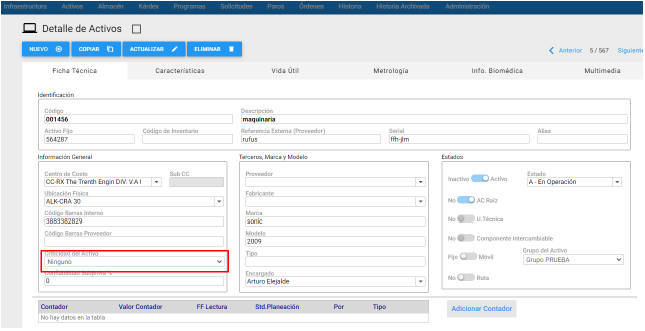 Infraestructura Activos Almacén Kárdex Programas Solicitudes Paros Órdenes Historia Historia Archivada Administración
Detalle de Activos
NUEVO COPIAR ACTUALIZAR ELIMINAR
Anterior 5 / 567 Siguiente
Ficha Técnica Características Vida Útil Metrología Info. Biomédica Multimedia
Identificación
Código Descripción
001456 maquinaria
Activo Fijo Código de Inventario Referencia Externa (Proveedor) Serial Alias
564287 rufus ffh-jlm
Información General Terceros, Marca y Modelo Estados
Centro de Costo Sub CC Proveedor Estado
CC-RX The Trenth Engin DIV. V.A I Inactivo Activo A - En Operación
Ubicación Física Fabricante
ALK-CRA 30 No AC Raiz
Código Barras Interno Marca
3883382829 sonic No U.Técnica
Código Barras Proveedor Modelo
2009 No Componente Intercambiable
Criticidad del Activo Tipo Grupo del Activo
Ninguno Fijo Móvil Grupo PRUEBA
Confiabilidad Subjetiva % Encargado
0 Arturo Elejalde No Ruta
Contador Valor Contador FF Lectura Std.Planeación Por Tipo Adicionar Contador
No hay datos en la tabla